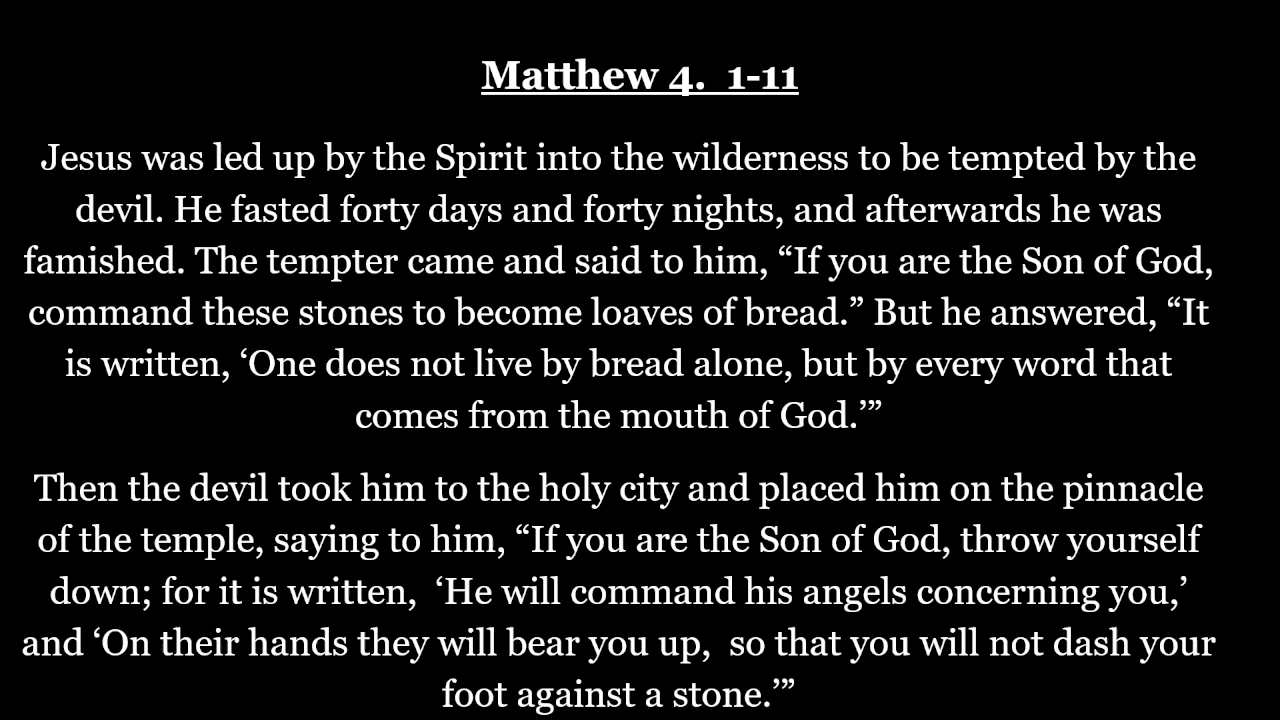 Matthew 4.  1-11
Jesus was led up by the Spirit into the wilderness to be tempted by the
devil. He fasted forty days and forty nights, and afterwards he was
famished. The tempter came and said to him, “If you are the Son of God,
command these stones to become loaves of bread.” But he answered, “It
is written, ‘One does not live by bread alone, but by every word that
comes from the mouth of God.’”
Then the devil took him to the holy city and placed him on the pinnacle
of the temple, saying to him, “If you are the Son of God, throw yourself
down; for it is written,  ‘He will command his angels concerning you,’
and ‘On their hands they will bear you up,  so that you will not dash your
foot against a stone.’”